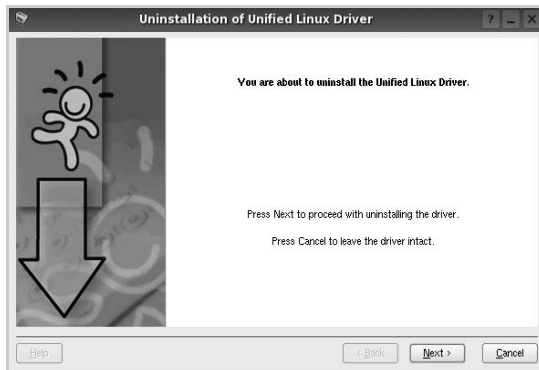 Uninstallation of Unified Linux Driver
You are about to uninstall the Unified Linux Driver.
Press Next to proceed with uninstalling the driver.
Press Cancel to leave the driver intact.
Help
< Back
Next >
Cancel